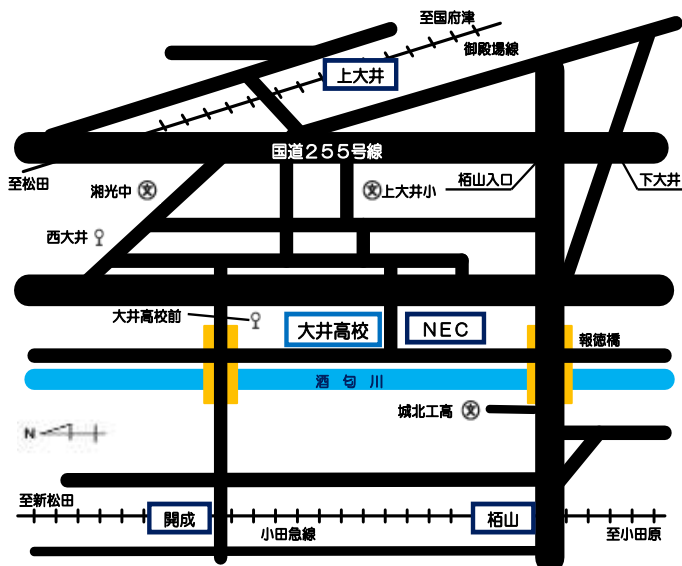 至国府津
御殿場線
上大井
国道255号線
至松田
湘光中
上大井小
栢山入口
下大井
西大井
大井高校前
大井高校
NEC
報徳橋
酒匂川
城北工高
N
至新松田
開成
小田急線
栢山
至小田原